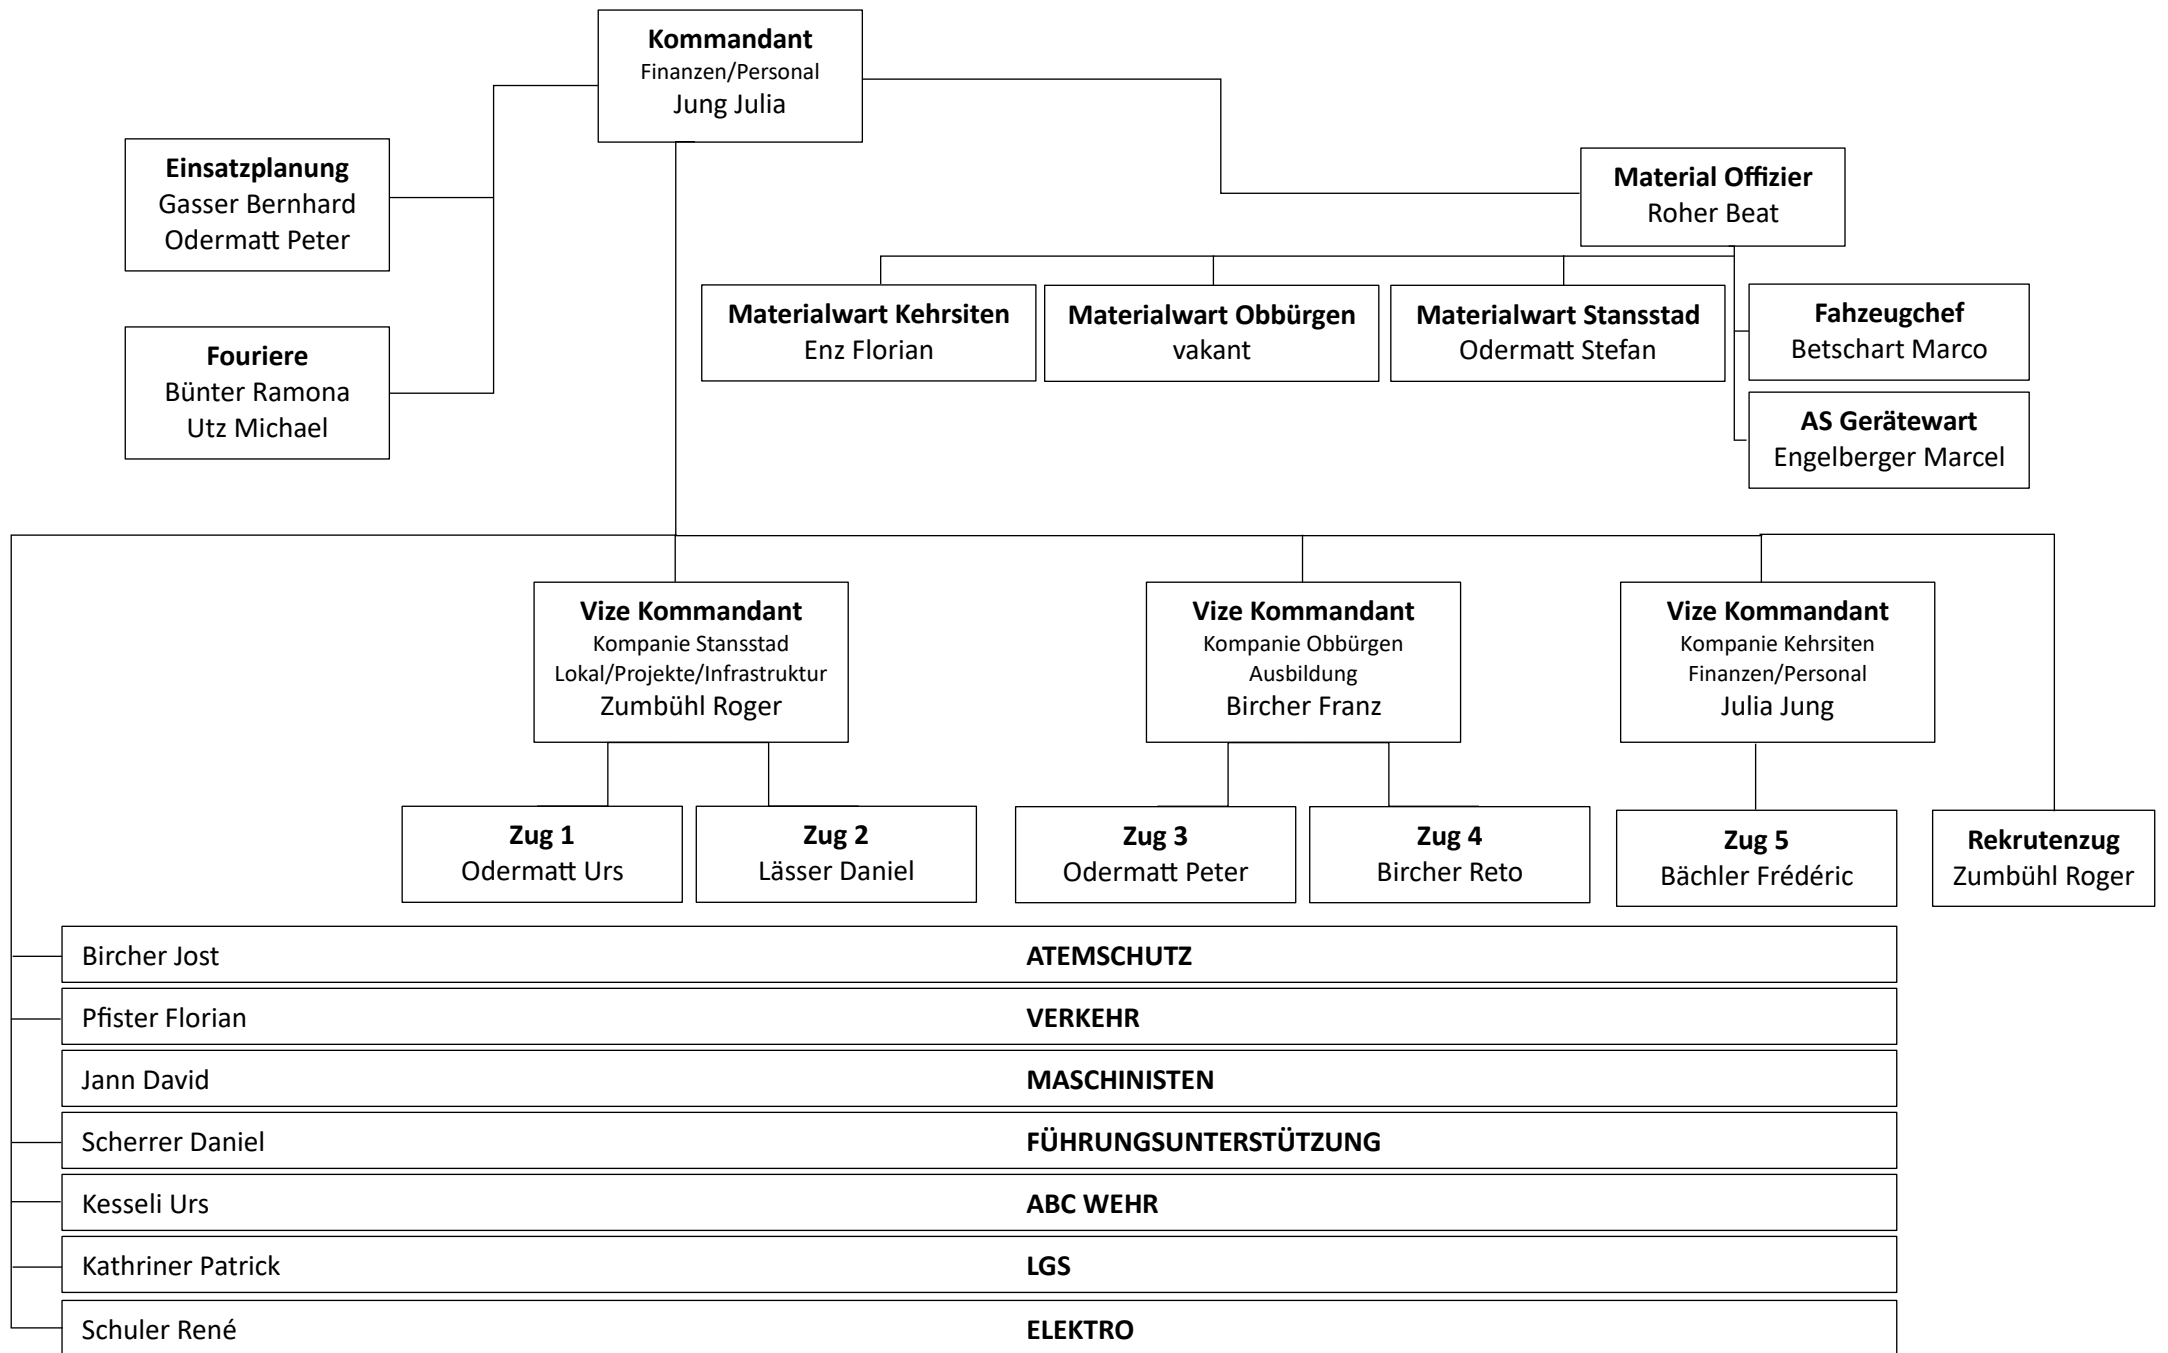 Kommandant
Finanzen/Personal
Jung Julia
Einsatzplanung
Gasser Bernhard
Odermatt Peter
Material Offizier
Roher Beat
Materialwart Kehrsiten
Enz Florian
Materialwart Obbürgen
vakant
Materialwart Stansstad
Odermatt Stefan
Fahzeugchef
Betschart Marco
Fouriere
Bünter Ramona
Utz Michael
AS Gerätewart
Engelberger Marcel
Vize Kommandant
Kompanie Stansstad
Lokal/Projekte/Infrastruktur
Zumbühl Roger
Vize Kommandant
Kompanie Obbürgen
Ausbildung
Bircher Franz
Vize Kommandant
Kompanie Kehrsiten
Finanzen/Personal
Julia Jung
Zug 1
Odermatt Urs
Zug 2
Lässer Daniel
Zug 3
Odermatt Peter
Zug 4
Bircher Reto
Zug 5
Bächler Frédéric
Rekrutenzug
Zumbühl Roger
Bircher Jost ATEMSCHUTZ
Pfister Florian VERKEHR
Jann David MASCHINISTEN
Scherrer Daniel FÜHRUNGSUNTERSTÜTZUNG
Kesseli Urs ABC WEHR
Kathriner Patrick LGS
Schuler René ELEKTRO